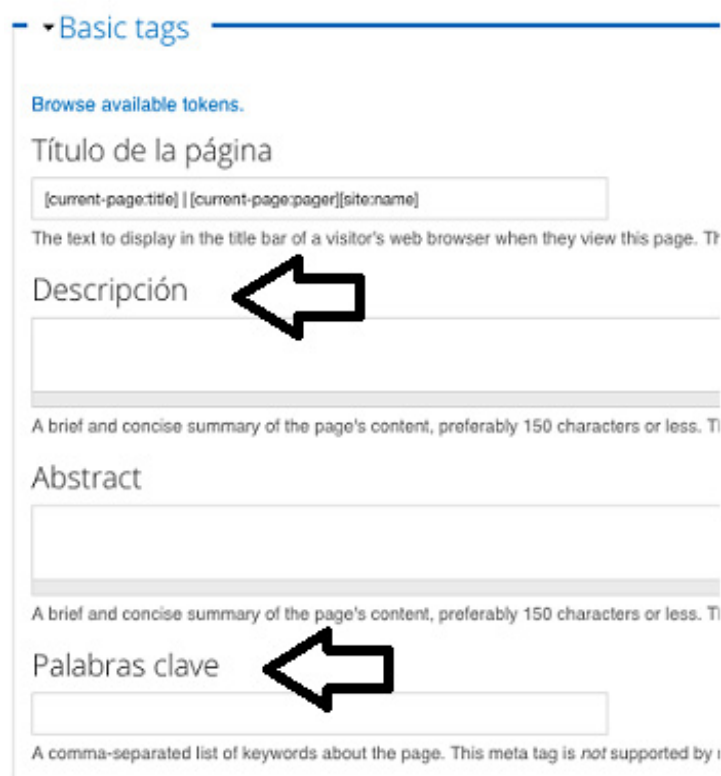 Basic tags
Browse available tokens.
Título de la página
[current-page:title] | [current-page:pager][site:name]
The text to display in the title bar of a visitor's web browser when they view this page.
Descripción
A brief and concise summary of the page's content, preferably 150 characters or less.
Abstract
A brief and concise summary of the page's content, preferably 150 characters or less.
Palabras clave
A comma-separated list of keywords about the page. This meta tag is not supported by